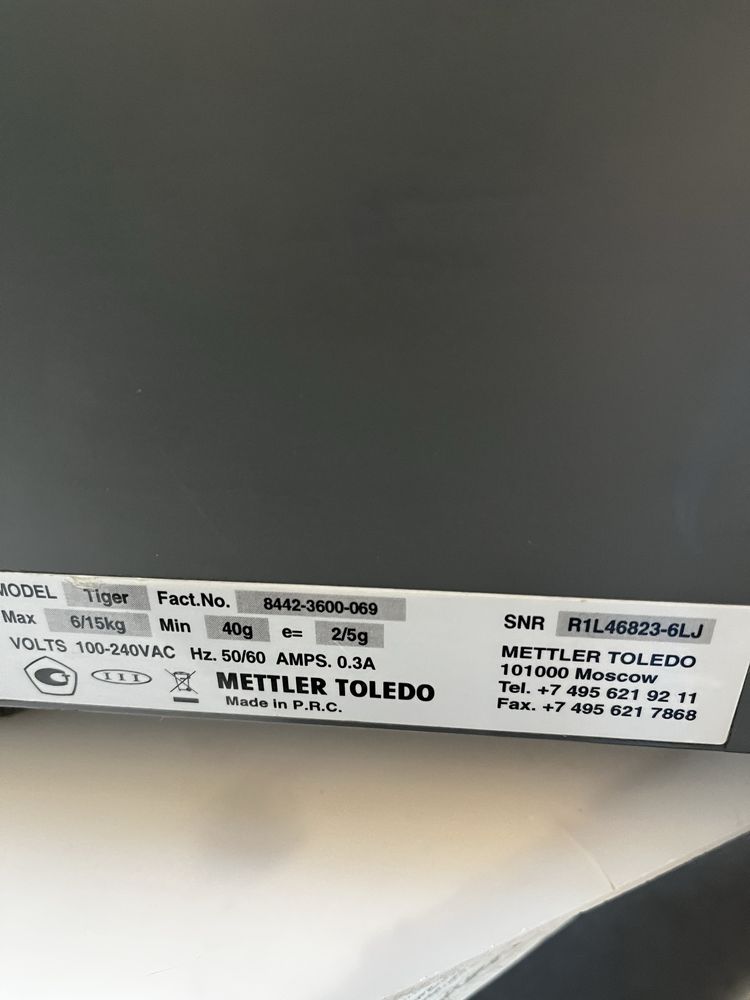 MODEL Tiger Fact.No. 8442-3600-069
Max 6/15kg Min 40g e= 2/5g
VOLTS 100-240VAC Hz. 50/60 AMPS. 0.3A
III
METTLER TOLEDO
Made in P.R.C.
SNR R1L46823-6LJ
METTLER TOLEDO
101000 Moscow
Tel. +7 495 621 92 11
Fax. +7 495 621 7868